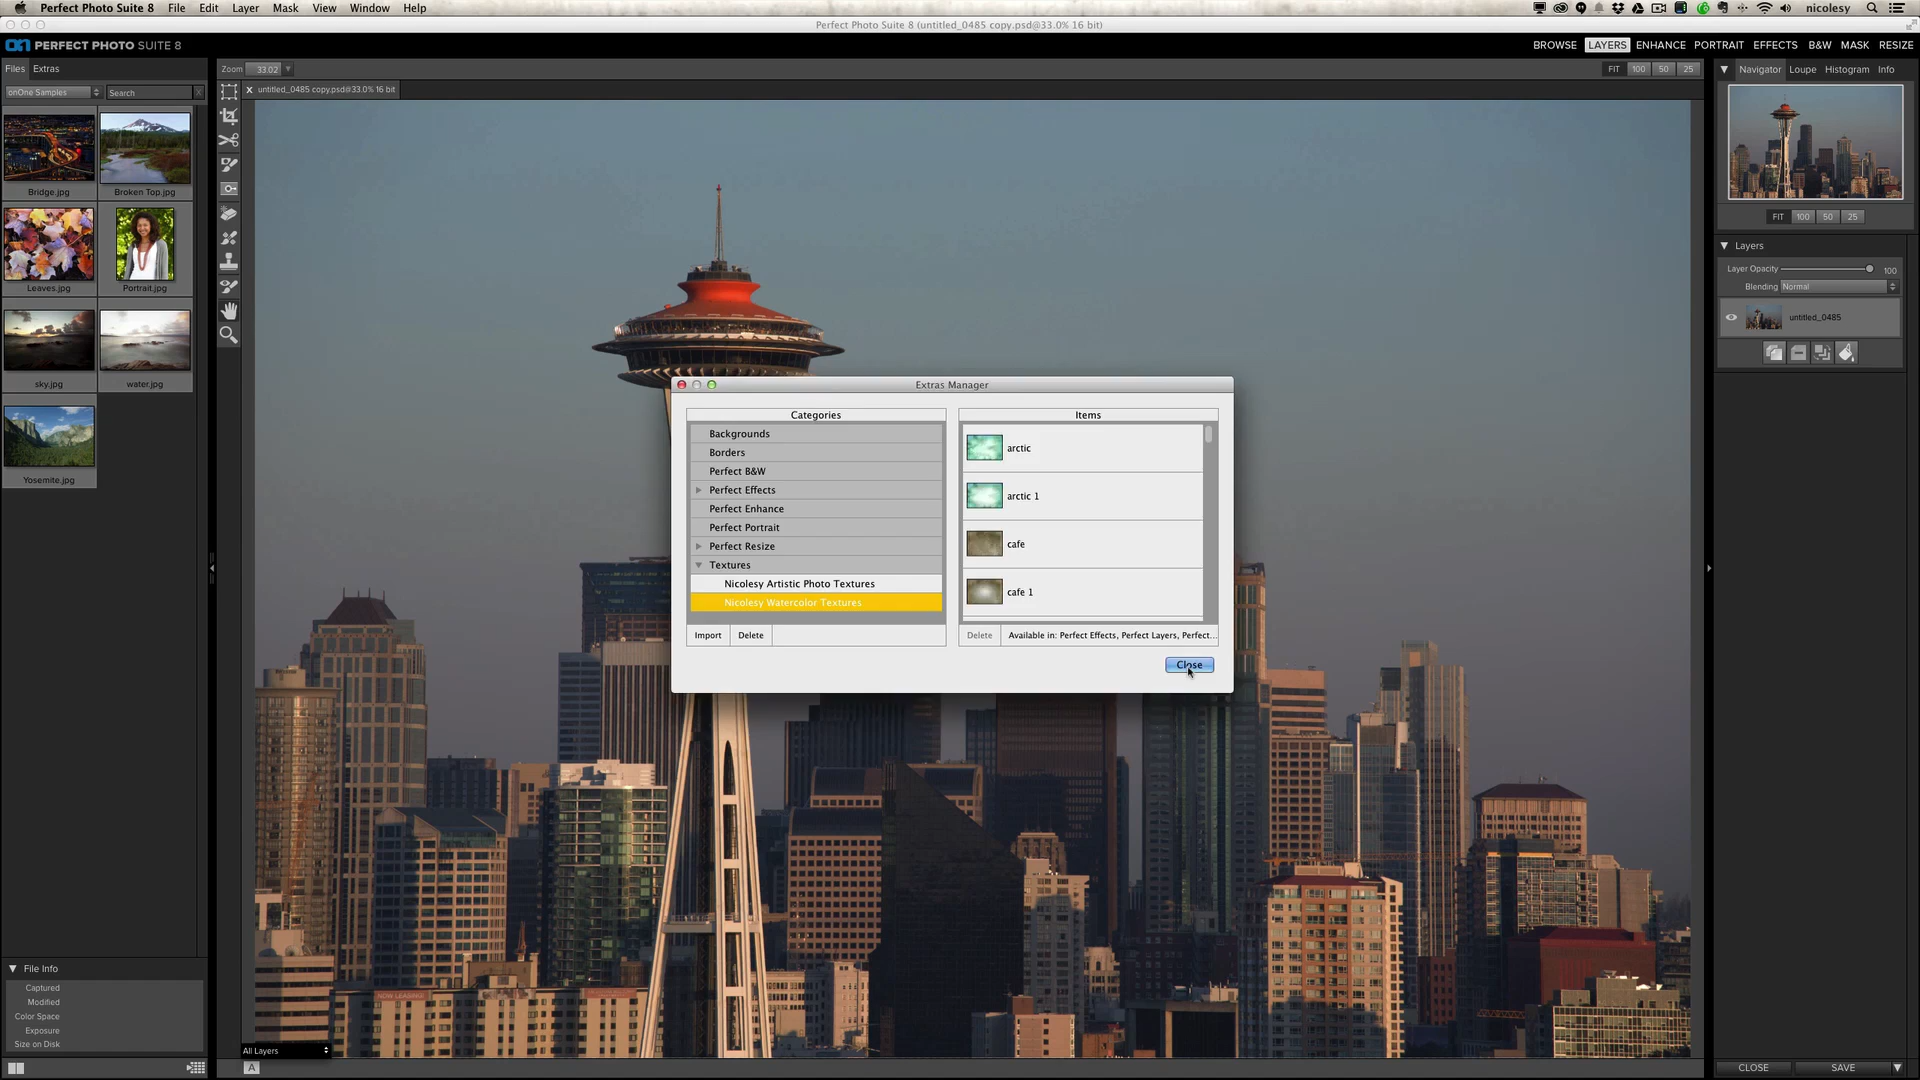 Perfect Photo Suite 8 File Edit Layer Mask View Window Help nicolesy
Perfect Photo Suite 8 (untitled_0485 copy.psd@33.0% 16 bit)
on PERFECT PHOTO SUITE 8
BROWSE LAYERS ENHANCE PORTRAIT EFFECTS B&W MASK RESIZE
Files Extras
Zoom 33.02
FIT 100 50 25
Navigator Loupe Histogram Info
onOne Samples
Search
X
x untitled_0485 copy.psd@33.0% 16 bit
Bridge.jpg
Broken Top.jpg
Leaves.jpg
Portrait.jpg
sky.jpg
water.jpg
Yosemite.jpg
FIT 100 50 25
Layers
Layer Opacity 100
Blending Normal
untitled_0485
Extras Manager
Categories
Backgrounds
Borders
Perfect B&W
Perfect Effects
Perfect Enhance
Perfect Portrait
Perfect Resize
Textures
Nicolesy Artistic Photo Textures
Nicolesy Watercolor Textures
Import Delete
Items
arctic
arctic 1
cafe
cafe 1
Delete Available in: Perfect Effects, Perfect Layers, Perfect...
Close
NOW LEASING!
File Info
Captured
Modified
Color Space
Exposure
Size on Disk
All Layers
A
CLOSE SAVE